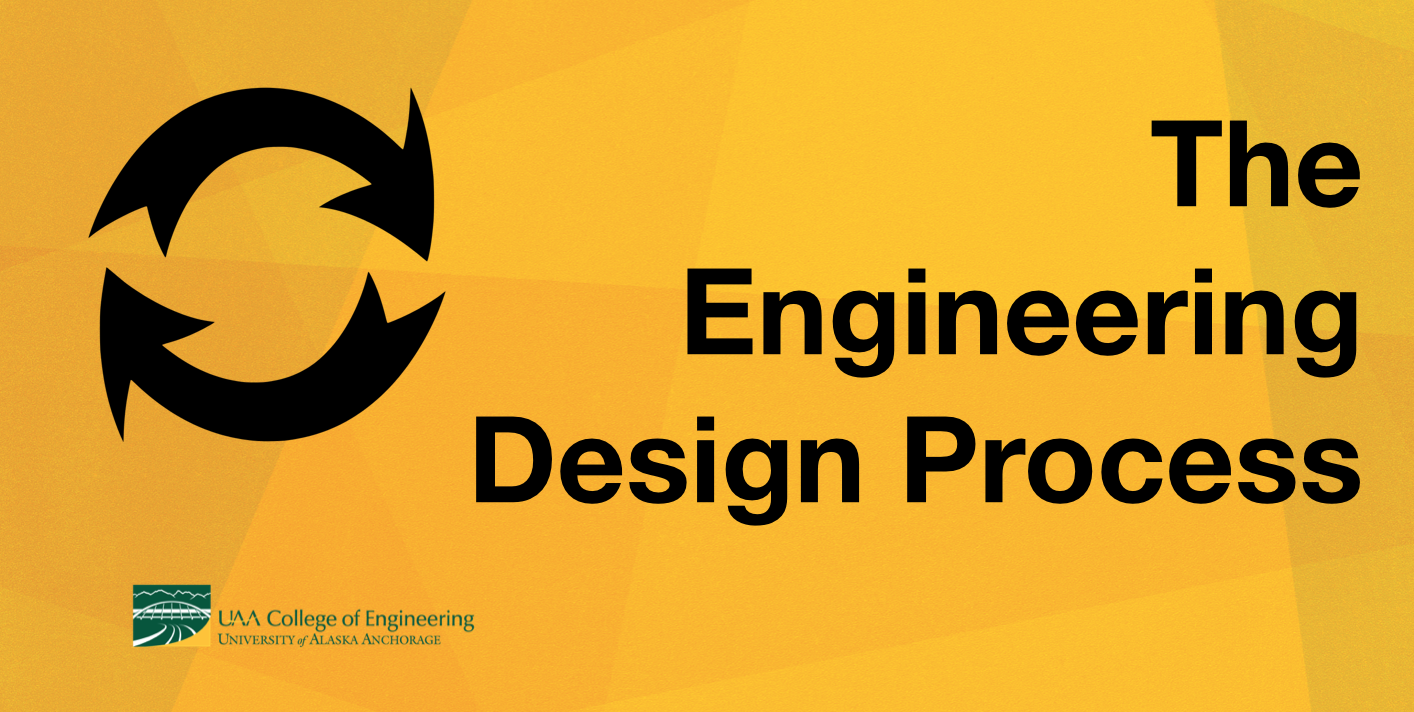 The
Engineering
Design Process
UAA College of Engineering
UNIVERSITY of ALASKA ANCHORAGE